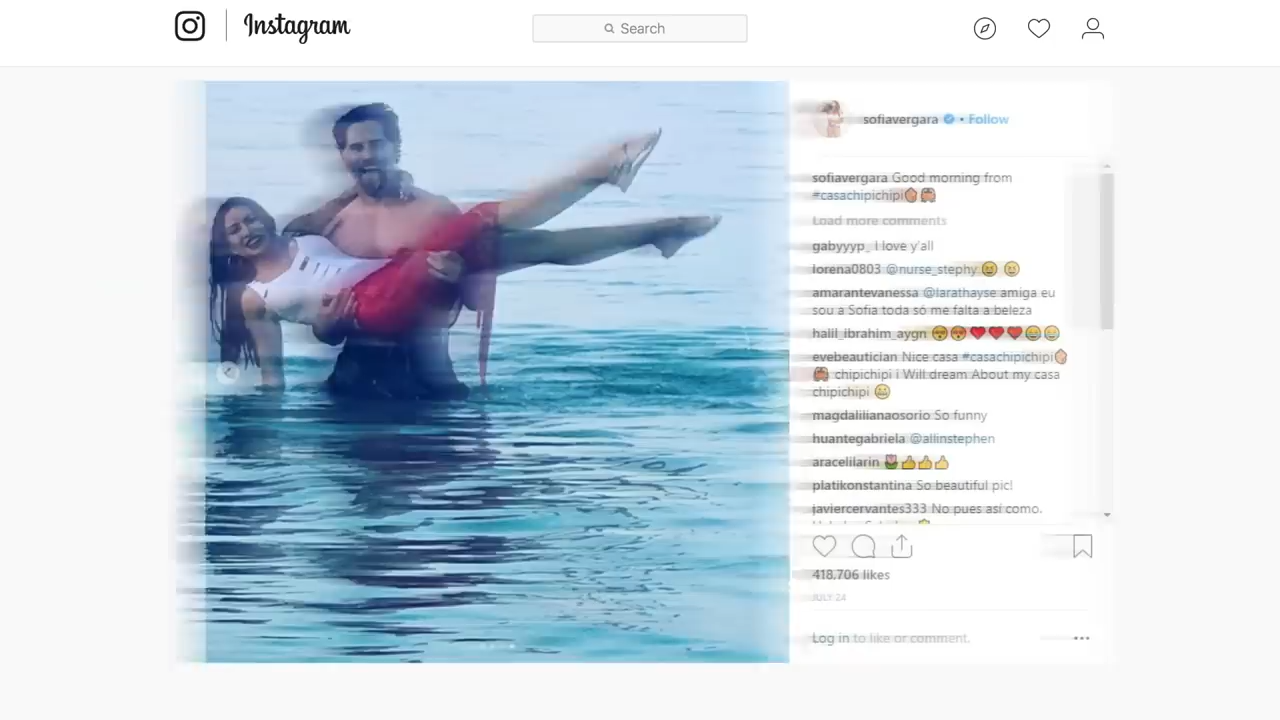 Instagram
Search
sofiavergara • Follow
sofiavergara Good morning from
#casachipichipi
Load more comments
gabyyyp_ I love y'all
lorena0803 @nurse_stephy
amarantevanessa @larathayse amiga eu
sou a Sofia toda só me falta a beleza
halil_ibrahim_aygn
evebeautician Nice casa #casachipichipi
chipichipi i Will dream About my casa
chipichipi
magdalilianaosorio So funny
huantegabriela @allinstephen
aracelilarin
platikonstantina So beautiful pic!
javiercervantes333 No pues así como.
418,706 likes
JULY 24
Log in to like or comment.